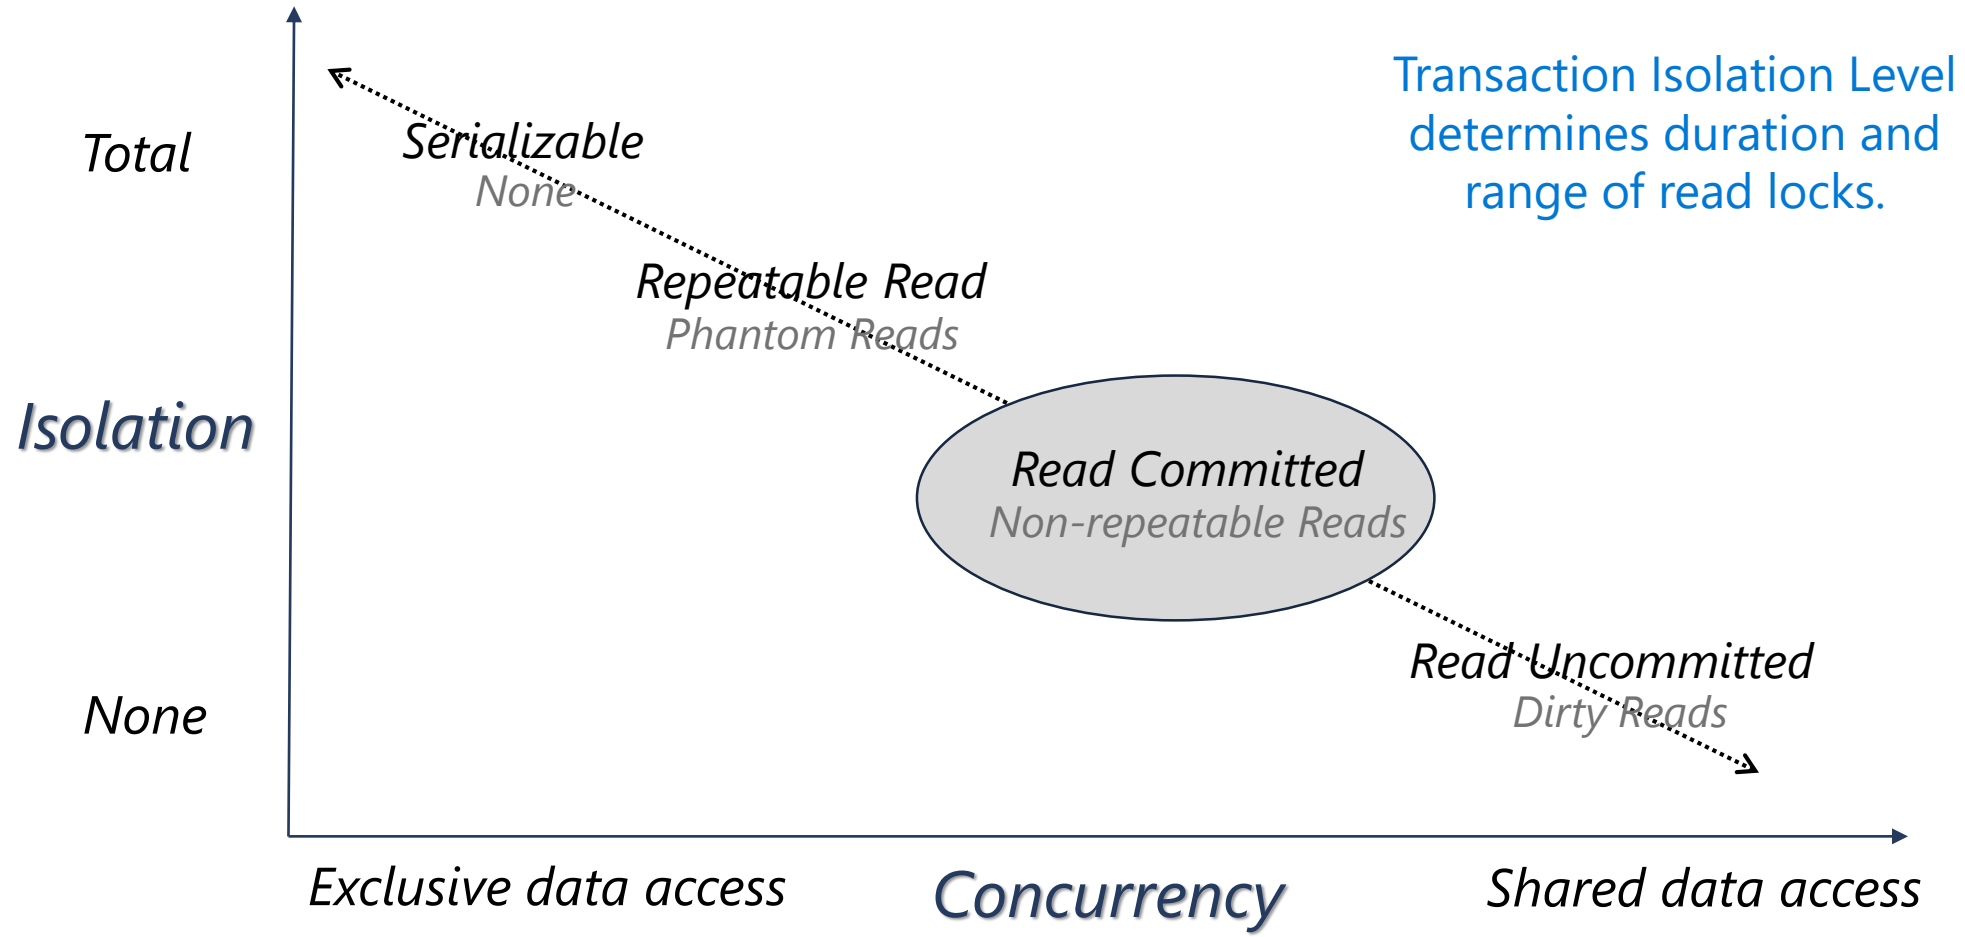 Transaction Isolation Level
determines duration and
range of read locks.
Total
Serializable
None
Repeatable Read
Phantom Reads
Isolation
Read Committed
Non-repeatable Reads
Read Uncommitted
Dirty Reads
None
Exclusive data access
Concurrency
Shared data access